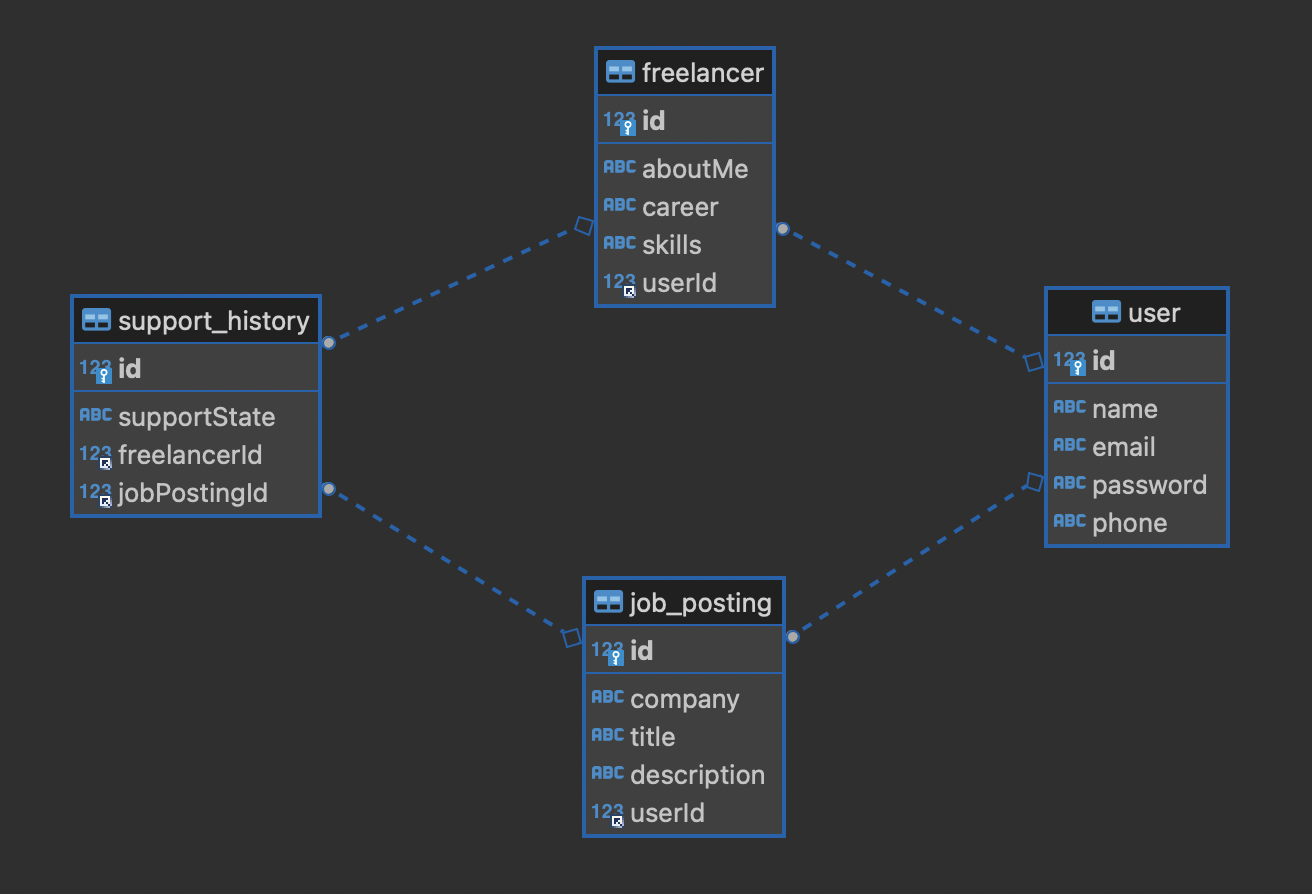 freelancer
123 id
ABC aboutMe
ABC career
ABC skills
123 userId
support_history
123 id
ABC supportState
123 freelancerId
123 jobPostingId
user
123 id
ABC name
ABC email
ABC password
ABC phone
job_posting
123 id
ABC company
ABC title
ABC description
123 userId